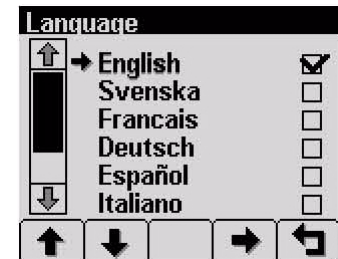 Language
English
Svenska
Francais
Deutsch
Español
Italiano